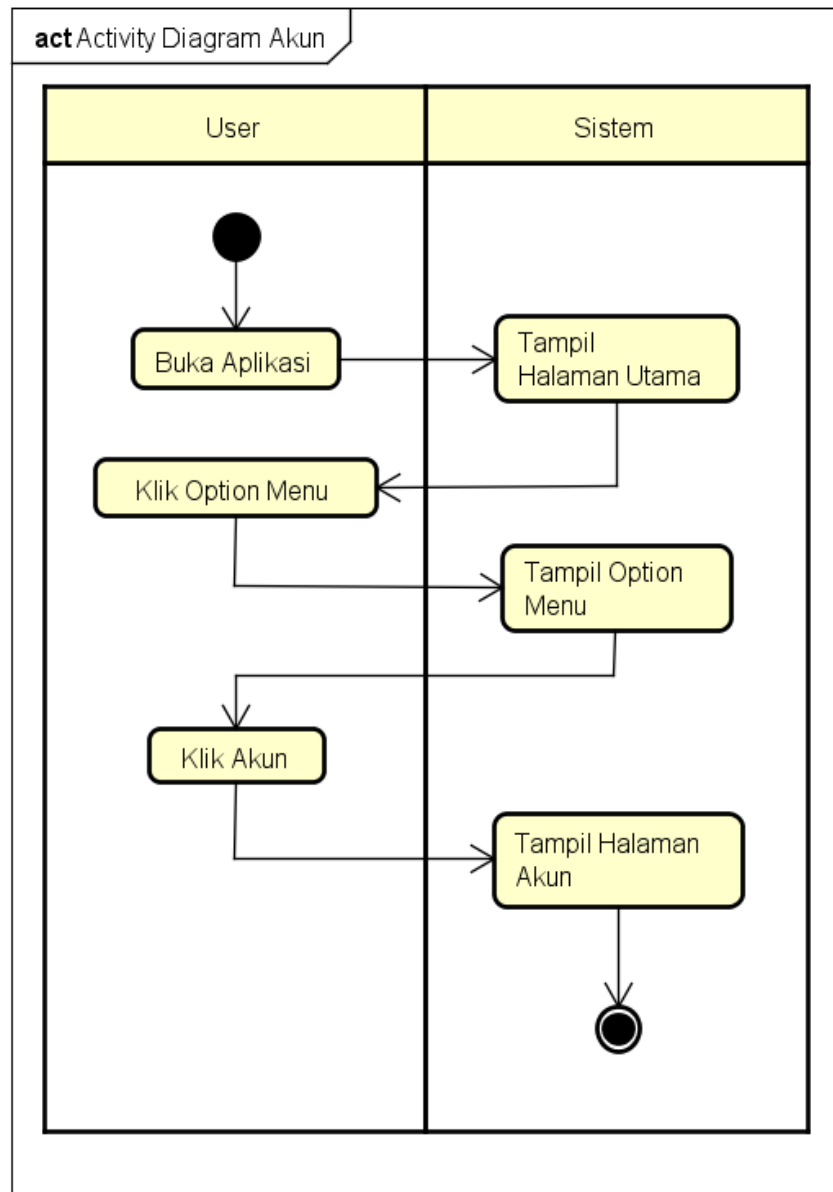 act Activity Diagram Akun
User
Sistem
Buka Aplikasi
Tampil
Halaman Utama
Klik Option Menu
Tampil Option
Menu
Klik Akun
Tampil Halaman
Akun